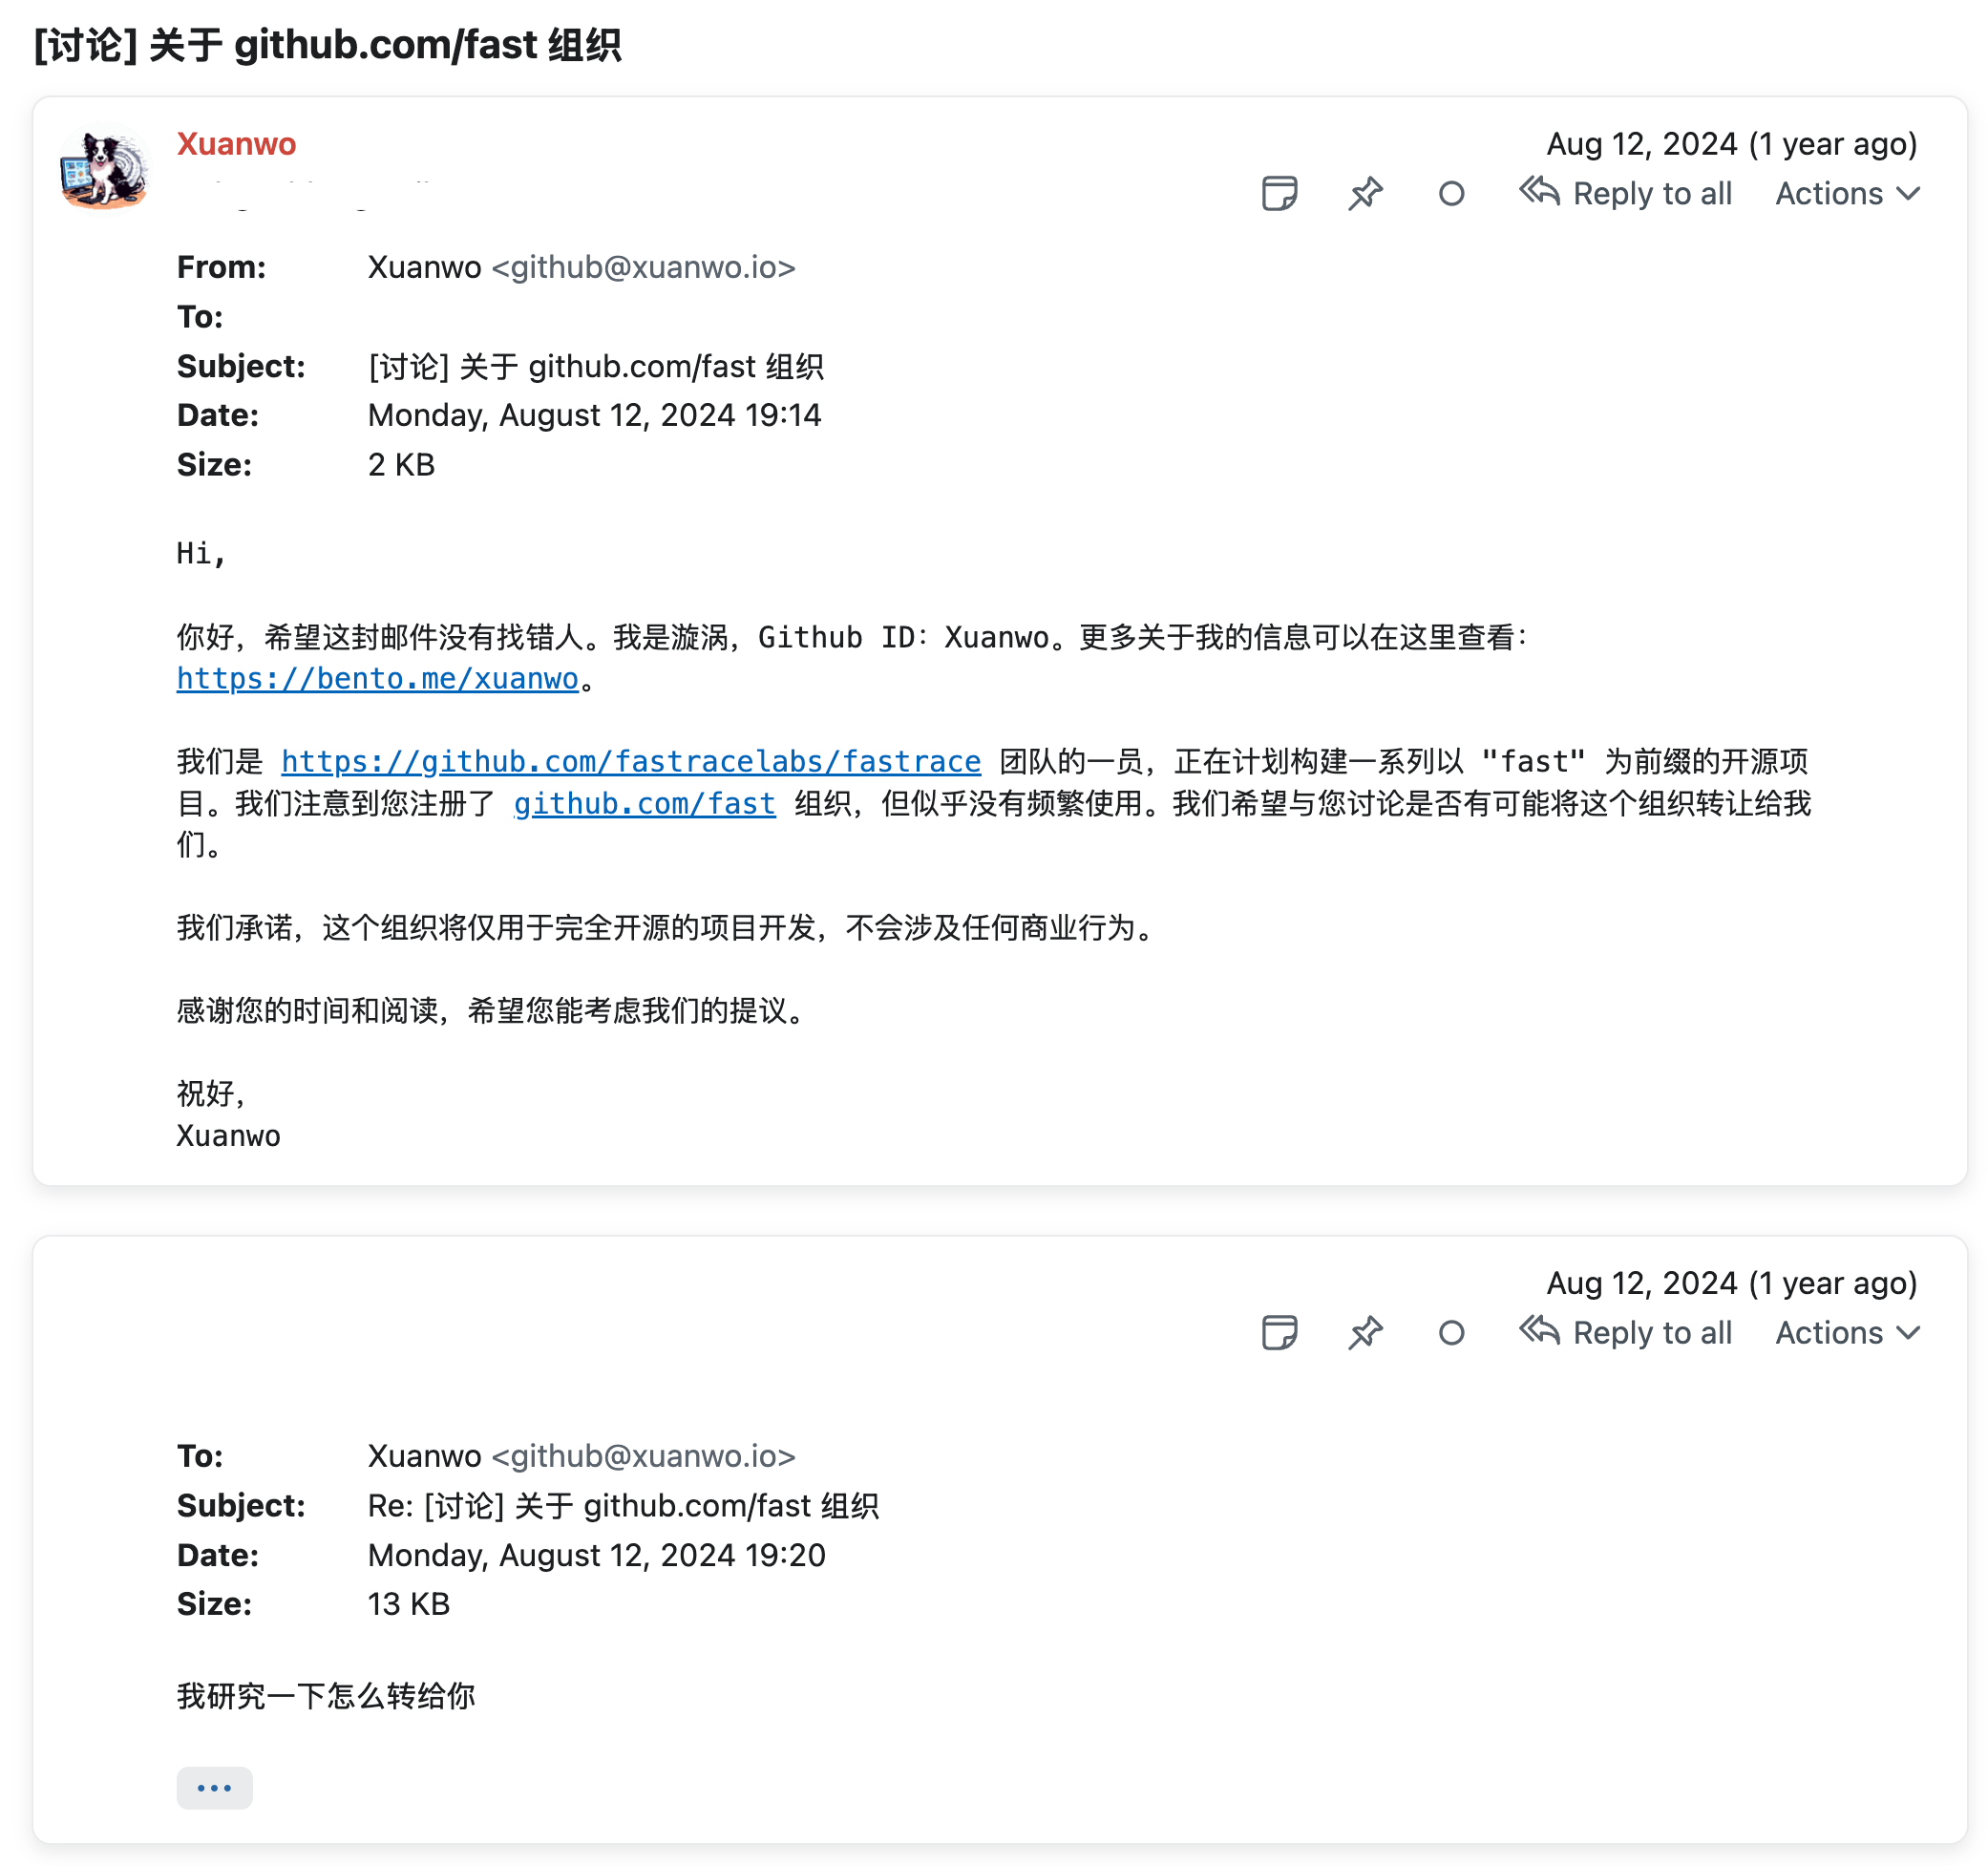 [讨论] 关于 github.com/fast 组织
Xuanwo
Aug 12, 2024 (1 year ago)
Reply to all Actions
From: Xuanwo <github@xuanwo.io>
To:
Subject: [讨论] 关于 github.com/fast 组织
Date: Monday, August 12, 2024 19:14
Size: 2 KB
Hi,
你好，希望这封邮件没有找错人。我是漩涡，Github ID：Xuanwo。更多关于我的信息可以在这里查看：
https://bento.me/xuanwo。
我们是 https://github.com/fastracelabs/fastrace 团队的一员，正在计划构建一系列以 "fast" 为前缀的开源项
目。我们注意到您注册了 github.com/fast 组织，但似乎没有频繁使用。我们希望与您讨论是否有可能将这个组织转让给我
们。
我们承诺，这个组织将仅用于完全开源的项目开发，不会涉及任何商业行为。
感谢您的时间和阅读，希望您能考虑我们的提议。
祝好，
Xuanwo
Aug 12, 2024 (1 year ago)
Reply to all Actions
To: Xuanwo <github@xuanwo.io>
Subject: Re: [讨论] 关于 github.com/fast 组织
Date: Monday, August 12, 2024 19:20
Size: 13 KB
我研究一下怎么转给你